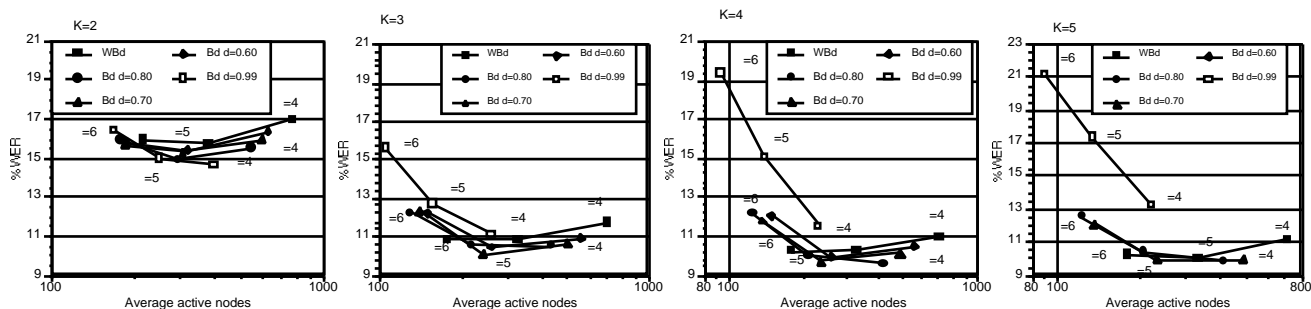 K=2
21
19
17
15
13
11
9
%WER
WBd
Bd d=0.60
Bd d=0.80
Bd d=0.99
Bd d=0.70
=4
=6
=5
=4
=5
100
1000
Average active nodes
K=3
21
19
17
15
13
11
9
%WER
WBd
Bd d=0.60
Bd d=0.80
Bd d=0.99
Bd d=0.70
=6
=5
=4
=4
=6
=6
=5
=4
100
1000
Average active nodes
K=4
21
19
17
15
13
11
9
%WER
WBd
Bd d=0.60
Bd d=0.80
Bd d=0.99
Bd d=0.70
=6
=5
=4
=4
=6
=5
=4
80
100
1000
Average active nodes
K=5
23
21
19
17
15
13
11
9
%WER
WBd
Bd d=0.60
Bd d=0.80
Bd d=0.99
Bd d=0.70
=6
=5
=4
=4
=6
=5
=6
=5
=4
80
100
800
Average active nodes